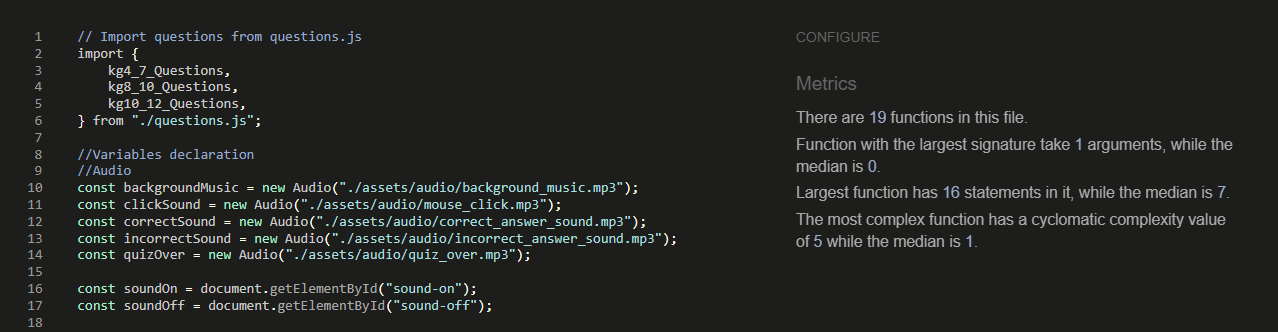 1 // Import questions from questions.js
2 import {
3 kg4_7_Questions,
4 kg8_10_Questions,
5 kg10_12_Questions,
6 } from "./questions.js";
7
8 //Variables declaration
9 //Audio
10 const backgroundMusic = new Audio("./assets/audio/background_music.mp3");
11 const clickSound = new Audio("./assets/audio/mouse_click.mp3");
12 const correctSound = new Audio("./assets/audio/correct_answer_sound.mp3");
13 const incorrectSound = new Audio("./assets/audio/incorrect_answer_sound.mp3");
14 const quizOver = new Audio("./assets/audio/quiz_over.mp3");
15
16 const soundOn = document.getElementById("sound-on");
17 const soundOff = document.getElementById("sound-off");
18
CONFIGURE
Metrics
There are 19 functions in this file.
Function with the largest signature take 1 arguments, while the
median is 0.
Largest function has 16 statements in it, while the median is 7.
The most complex function has a cyclomatic complexity value
of 5 while the median is 1.